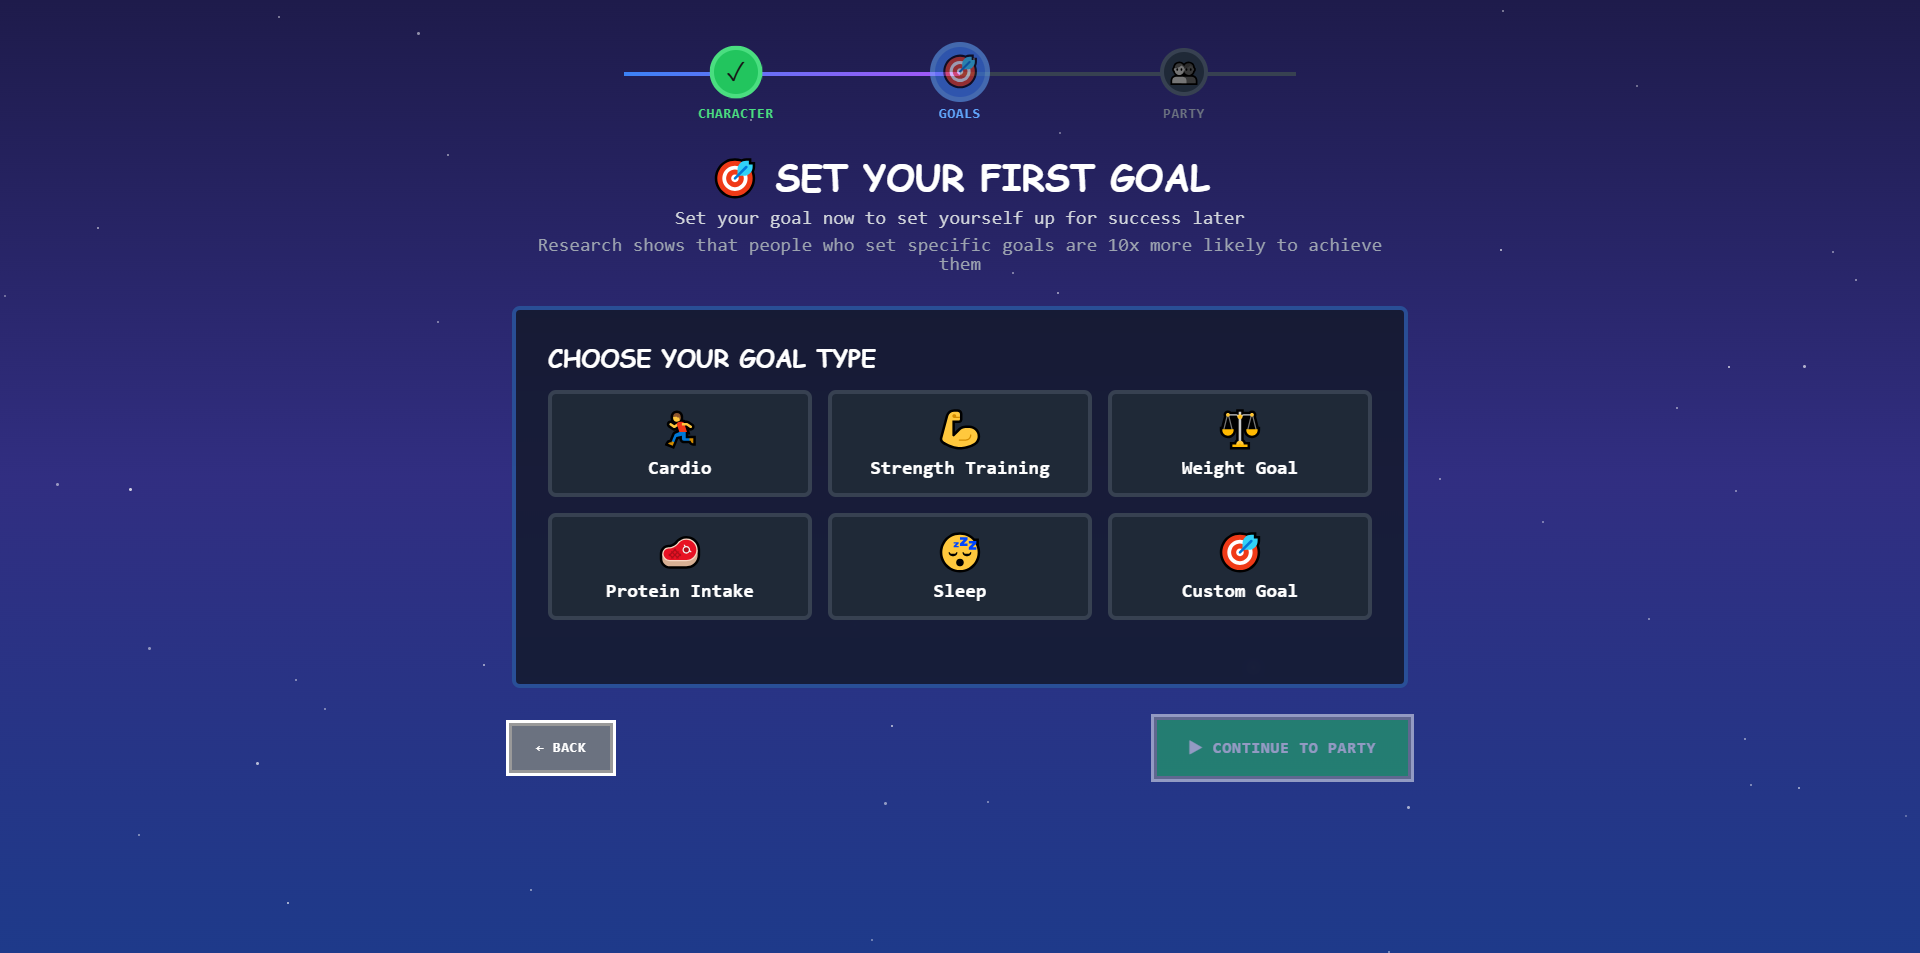 CHARACTER
GOALS
PARTY
SET YOUR FIRST GOAL
Set your goal now to set yourself up for success later
Research shows that people who set specific goals are 10x more likely to achieve
them
CHOOSE YOUR GOAL TYPE
Cardio
Strength Training
Weight Goal
Protein Intake
Sleep
Custom Goal
← BACK
▶ CONTINUE TO PARTY